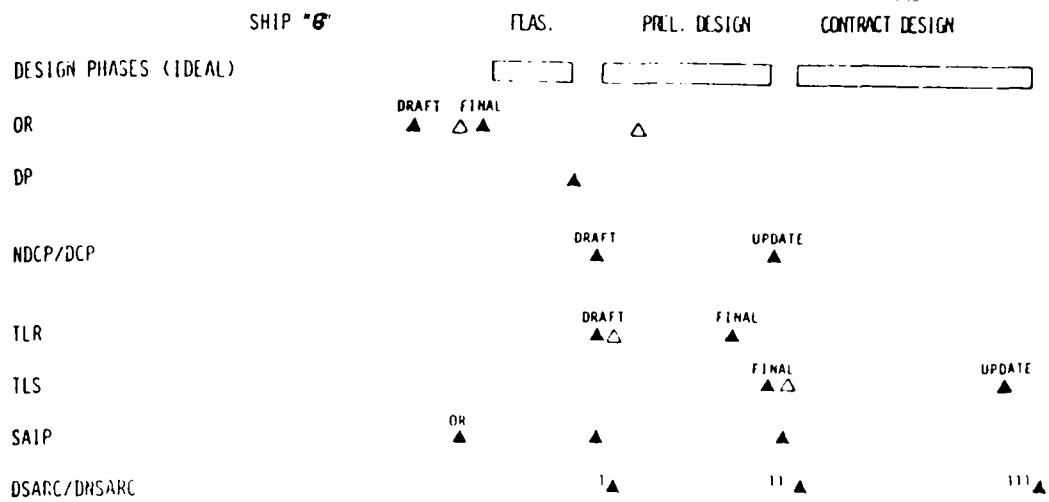 SHIP "G" FEAS. PREL. DESIGN CONTRACT DESIGN
DESIGN PHASES (IDEAL)
DRAFT FINAL
OR
DP
DRAFT UPDATE
NDCP/DCP
DRAFT FINAL
TLR
FINAL UPDATE
TLS
OR
SAIP
DSARC/DNSARC I II III